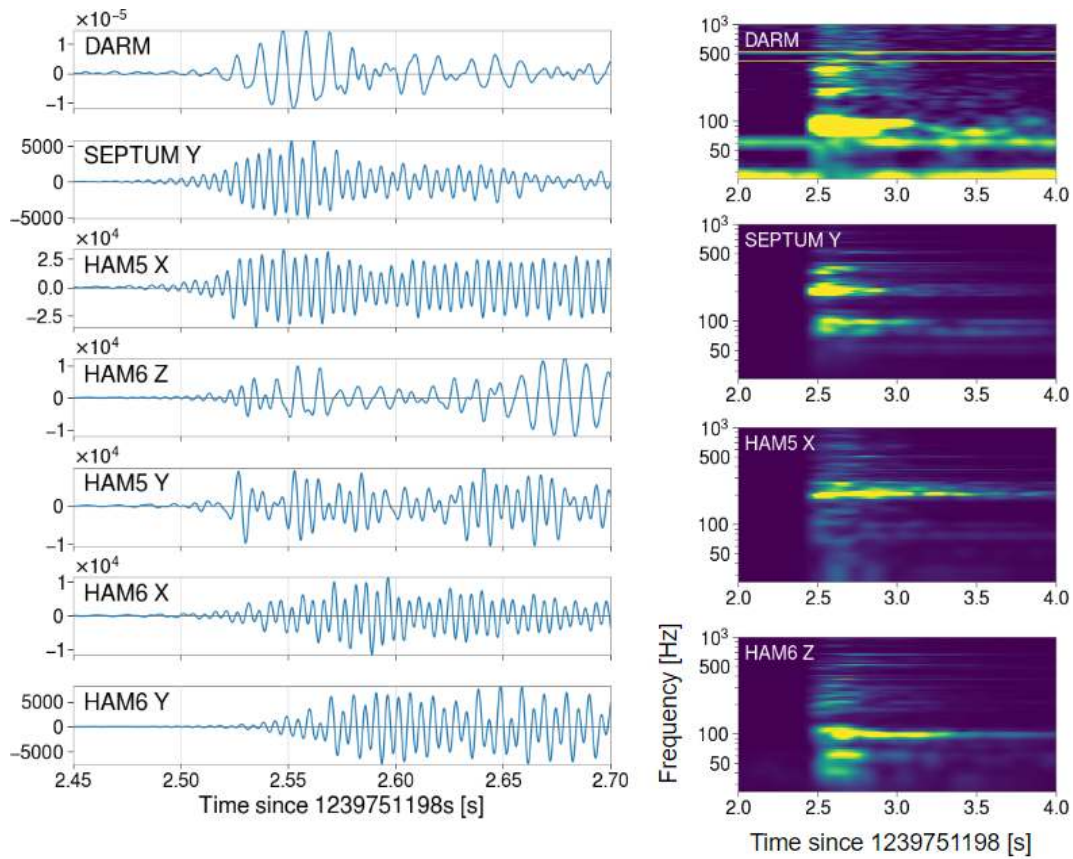 ×10⁻⁵
DARM
1
0
−1
SEPTUM Y
5000
0
−5000
×10⁴
HAM5 X
2.5
0.0
−2.5
×10⁴
HAM6 Z
1
0
−1
×10⁴
HAM5 Y
0
−1
×10⁴
HAM6 X
1
0
−1
HAM6 Y
5000
0
−5000
2.45 2.50 2.55 2.60 2.65 2.70
Time since 1239751198s [s]
DARM
10³
500
100
50
2.0 2.5 3.0 3.5 4.0
SEPTUM Y
10³
500
100
50
2.0 2.5 3.0 3.5 4.0
HAM5 X
10³
500
100
50
2.0 2.5 3.0 3.5 4.0
HAM6 Z
10³
500
100
50
2.0 2.5 3.0 3.5 4.0
Frequency [Hz]
Time since 1239751198 [s]